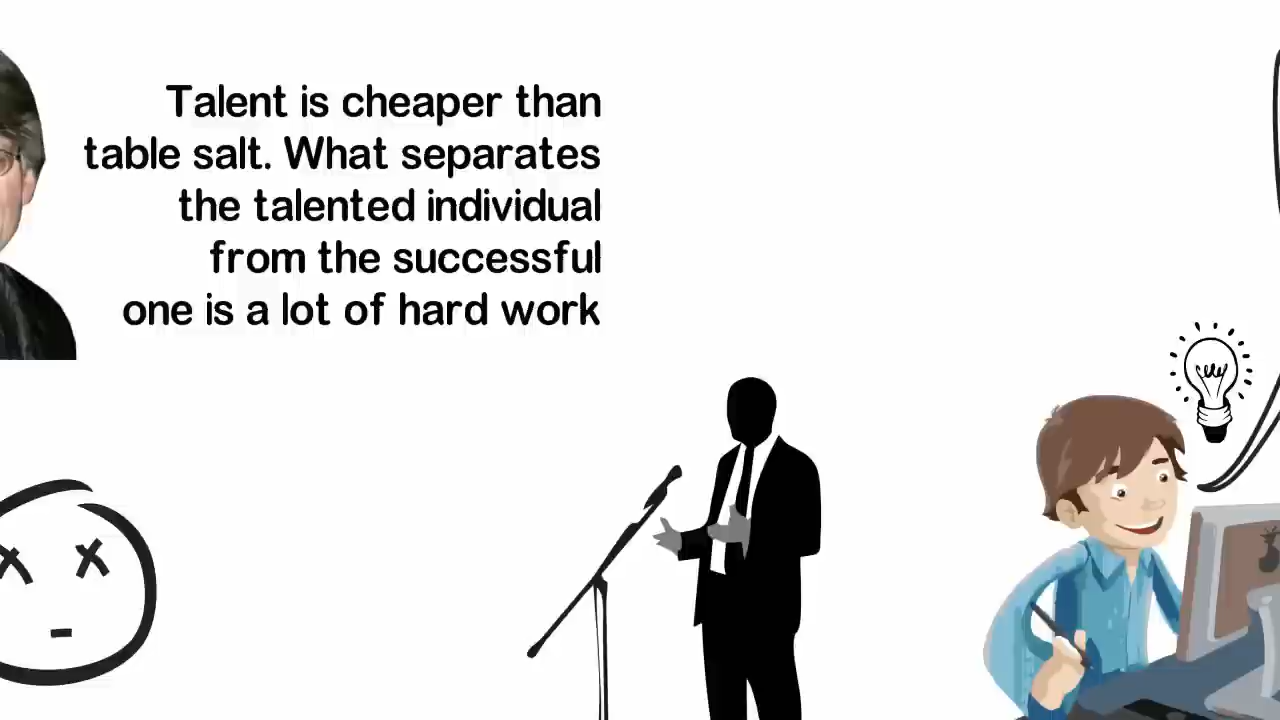 Talent is cheaper than
table salt. What separates
the talented individual
from the successful
one is a lot of hard work